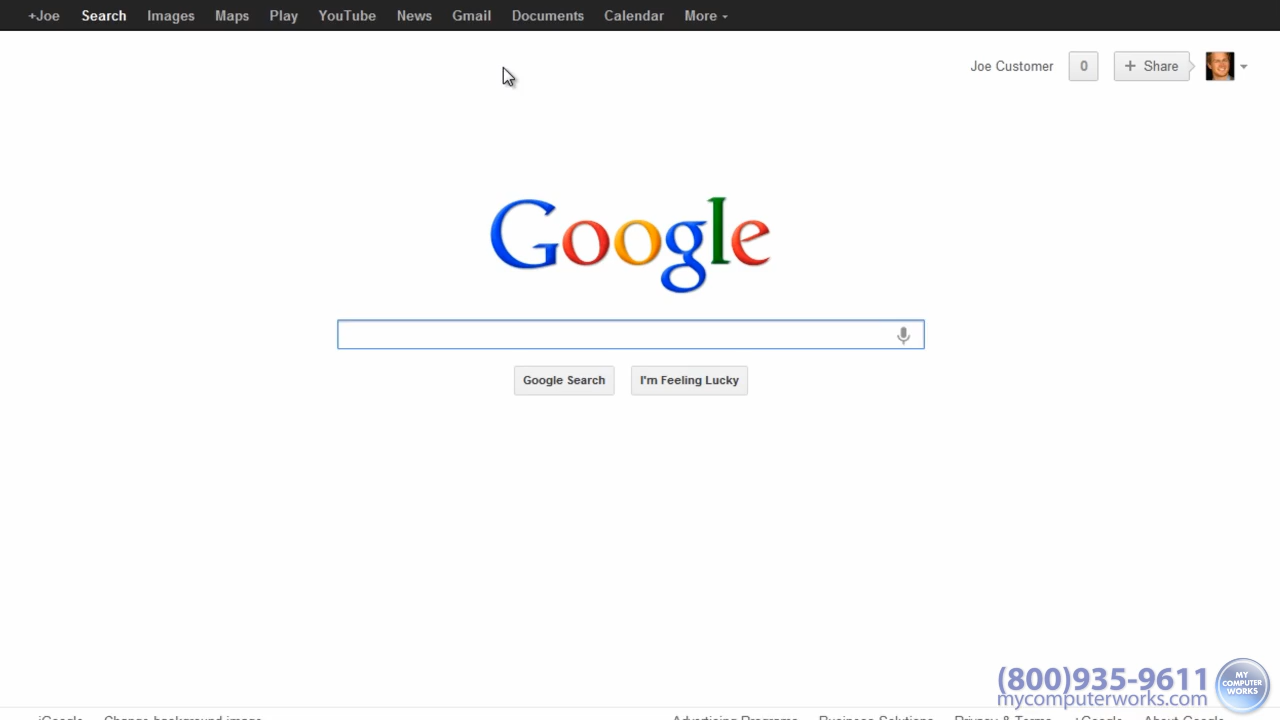 +Joe Search Images Maps Play YouTube News Gmail Documents Calendar More
Joe Customer 0 + Share
Google
Google Search I'm Feeling Lucky
(800)935-9611
mycomputerworks.com
MY
COMPUTER
WORKS
iGoogle Change background image Advertising Programs Business Solutions Privacy & Terms +Google About Google